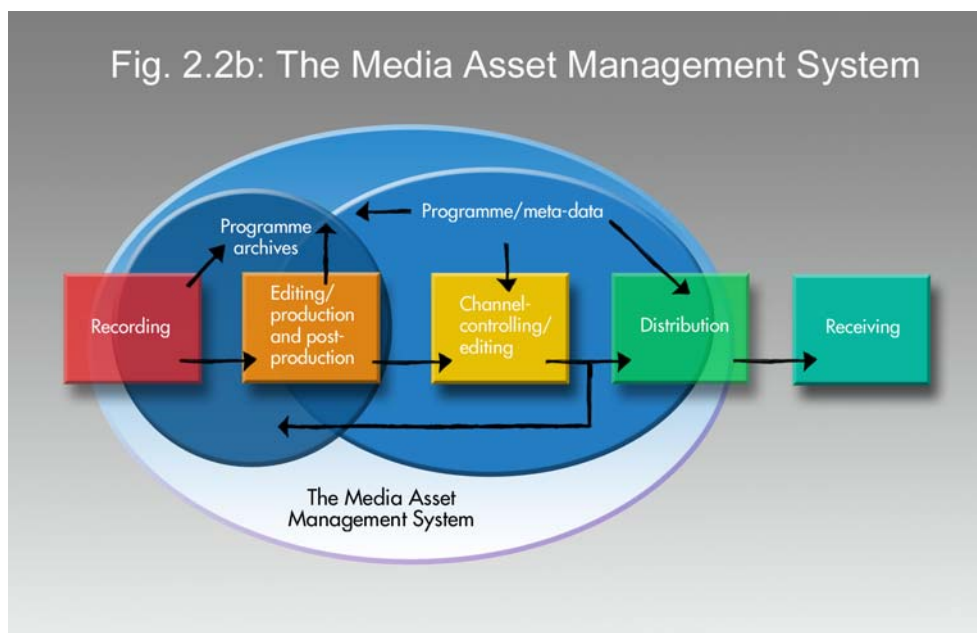 Fig. 2.2b: The Media Asset Management System
Programme/meta-data
Programme
archives
Recording
Editing/
production
and post-
production
Channel-
controlling/
editing
Distribution
Receiving
The Media Asset
Management System